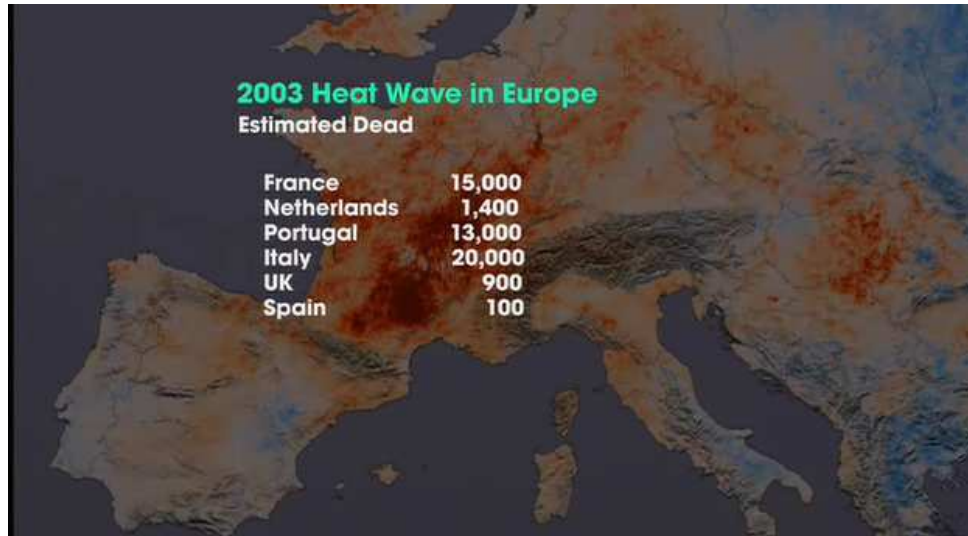 2003 Heat Wave in Europe
Estimated Dead
France 15,000
Netherlands 1,400
Portugal 13,000
Italy 20,000
UK 900
Spain 100